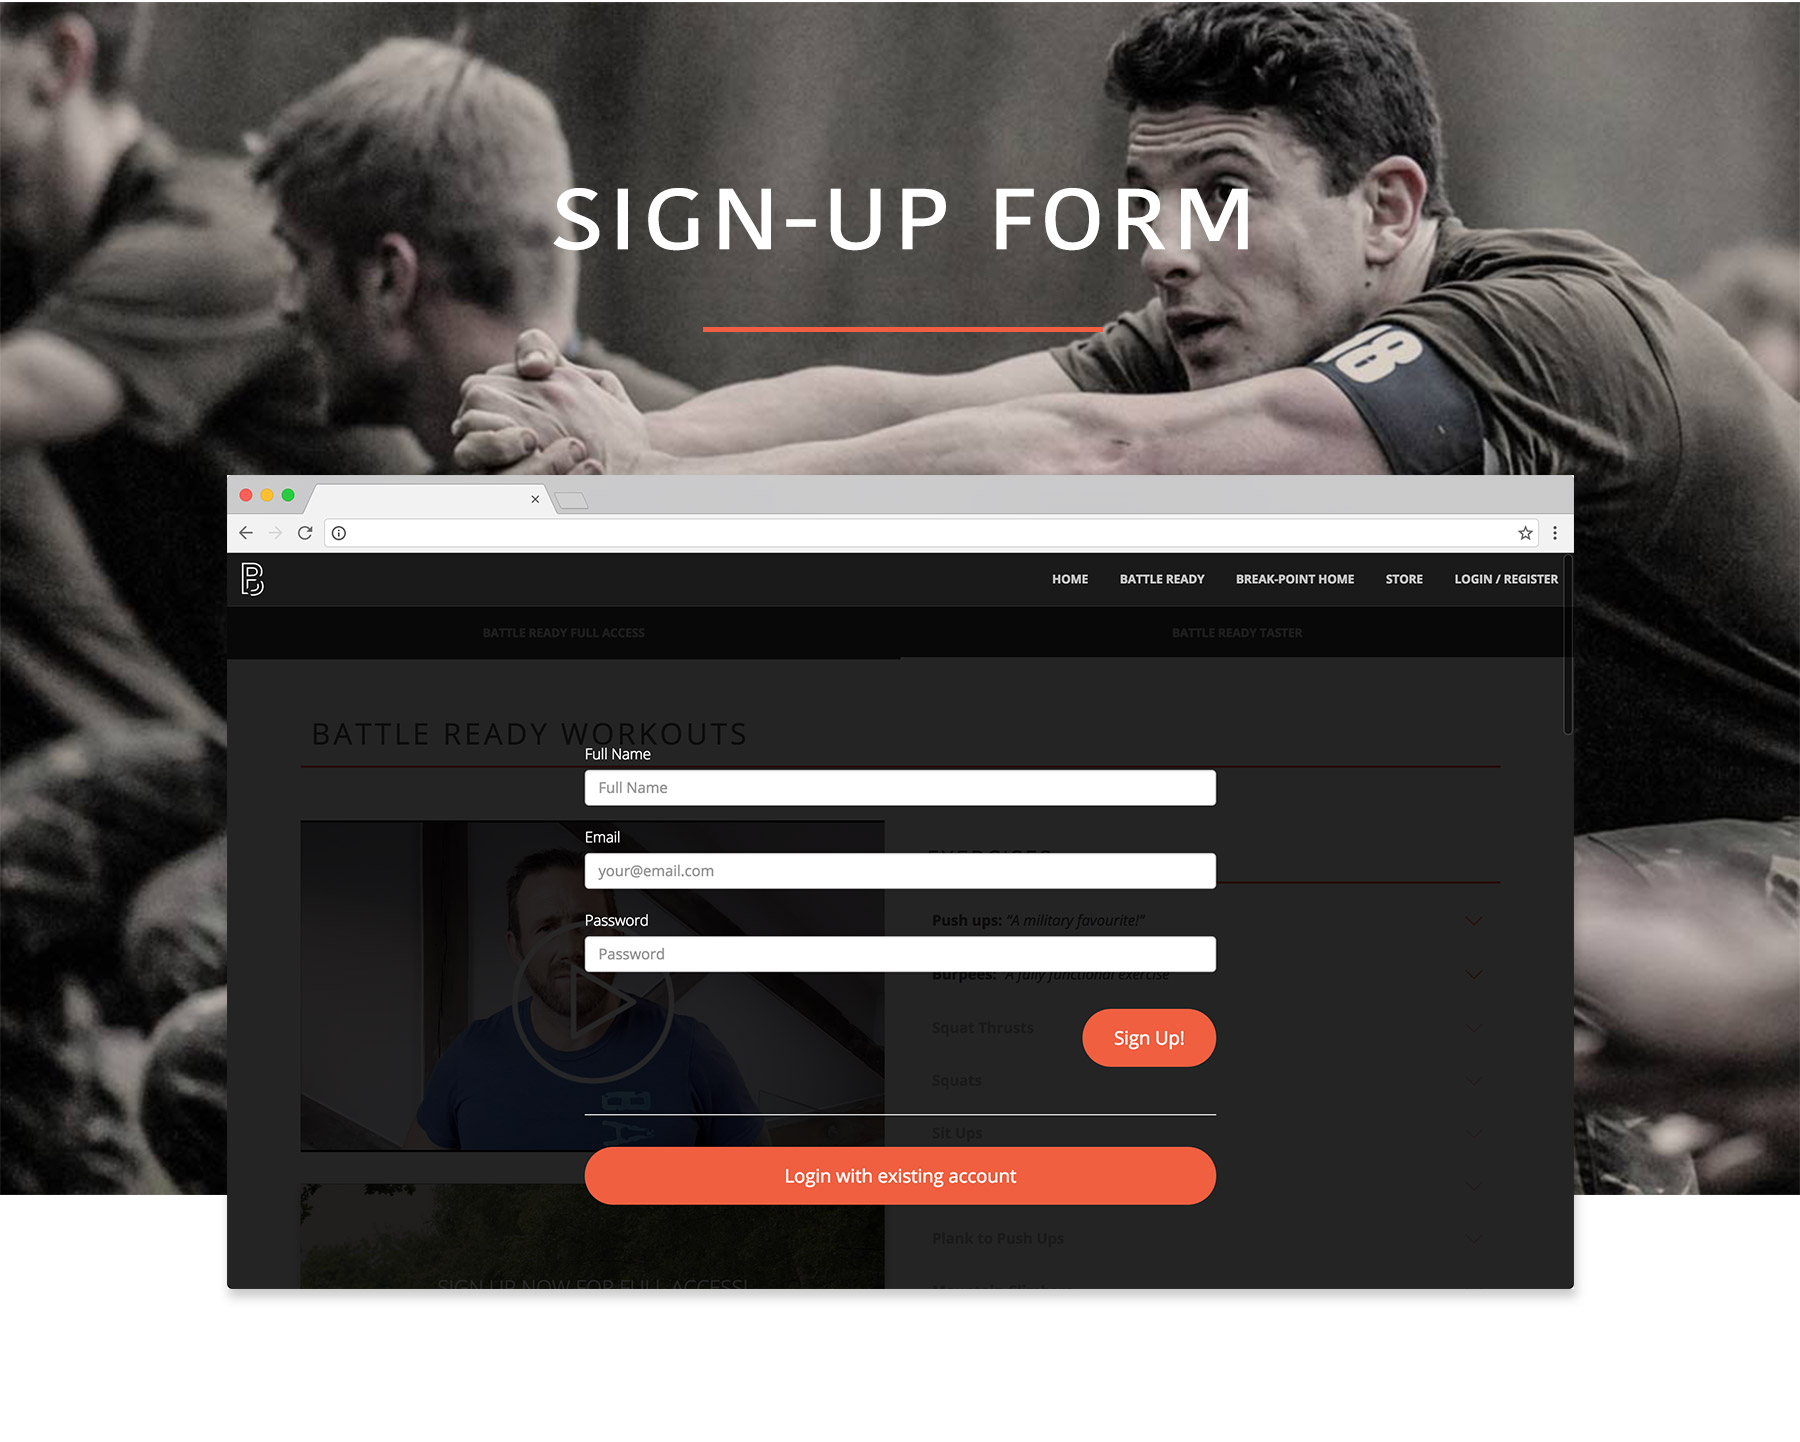 SIGN-UP FORM
18
HOME BATTLE READY BREAK-POINT HOME STORE LOGIN / REGISTER
BATTLE READY FULL ACCESS BATTLE READY TASTER
BATTLE READY WORKOUTS
Full Name
Full Name
Email
EXERCISES
your@email.com
Password
Push ups: “A military favourite!”
Password
Burpees: “A fully functional exercise
Squat Thrusts
Sign Up!
Squats
Sit Ups
Login with existing account
Plank to Push Ups
SIGN UP NOW FOR FULL ACCESS!